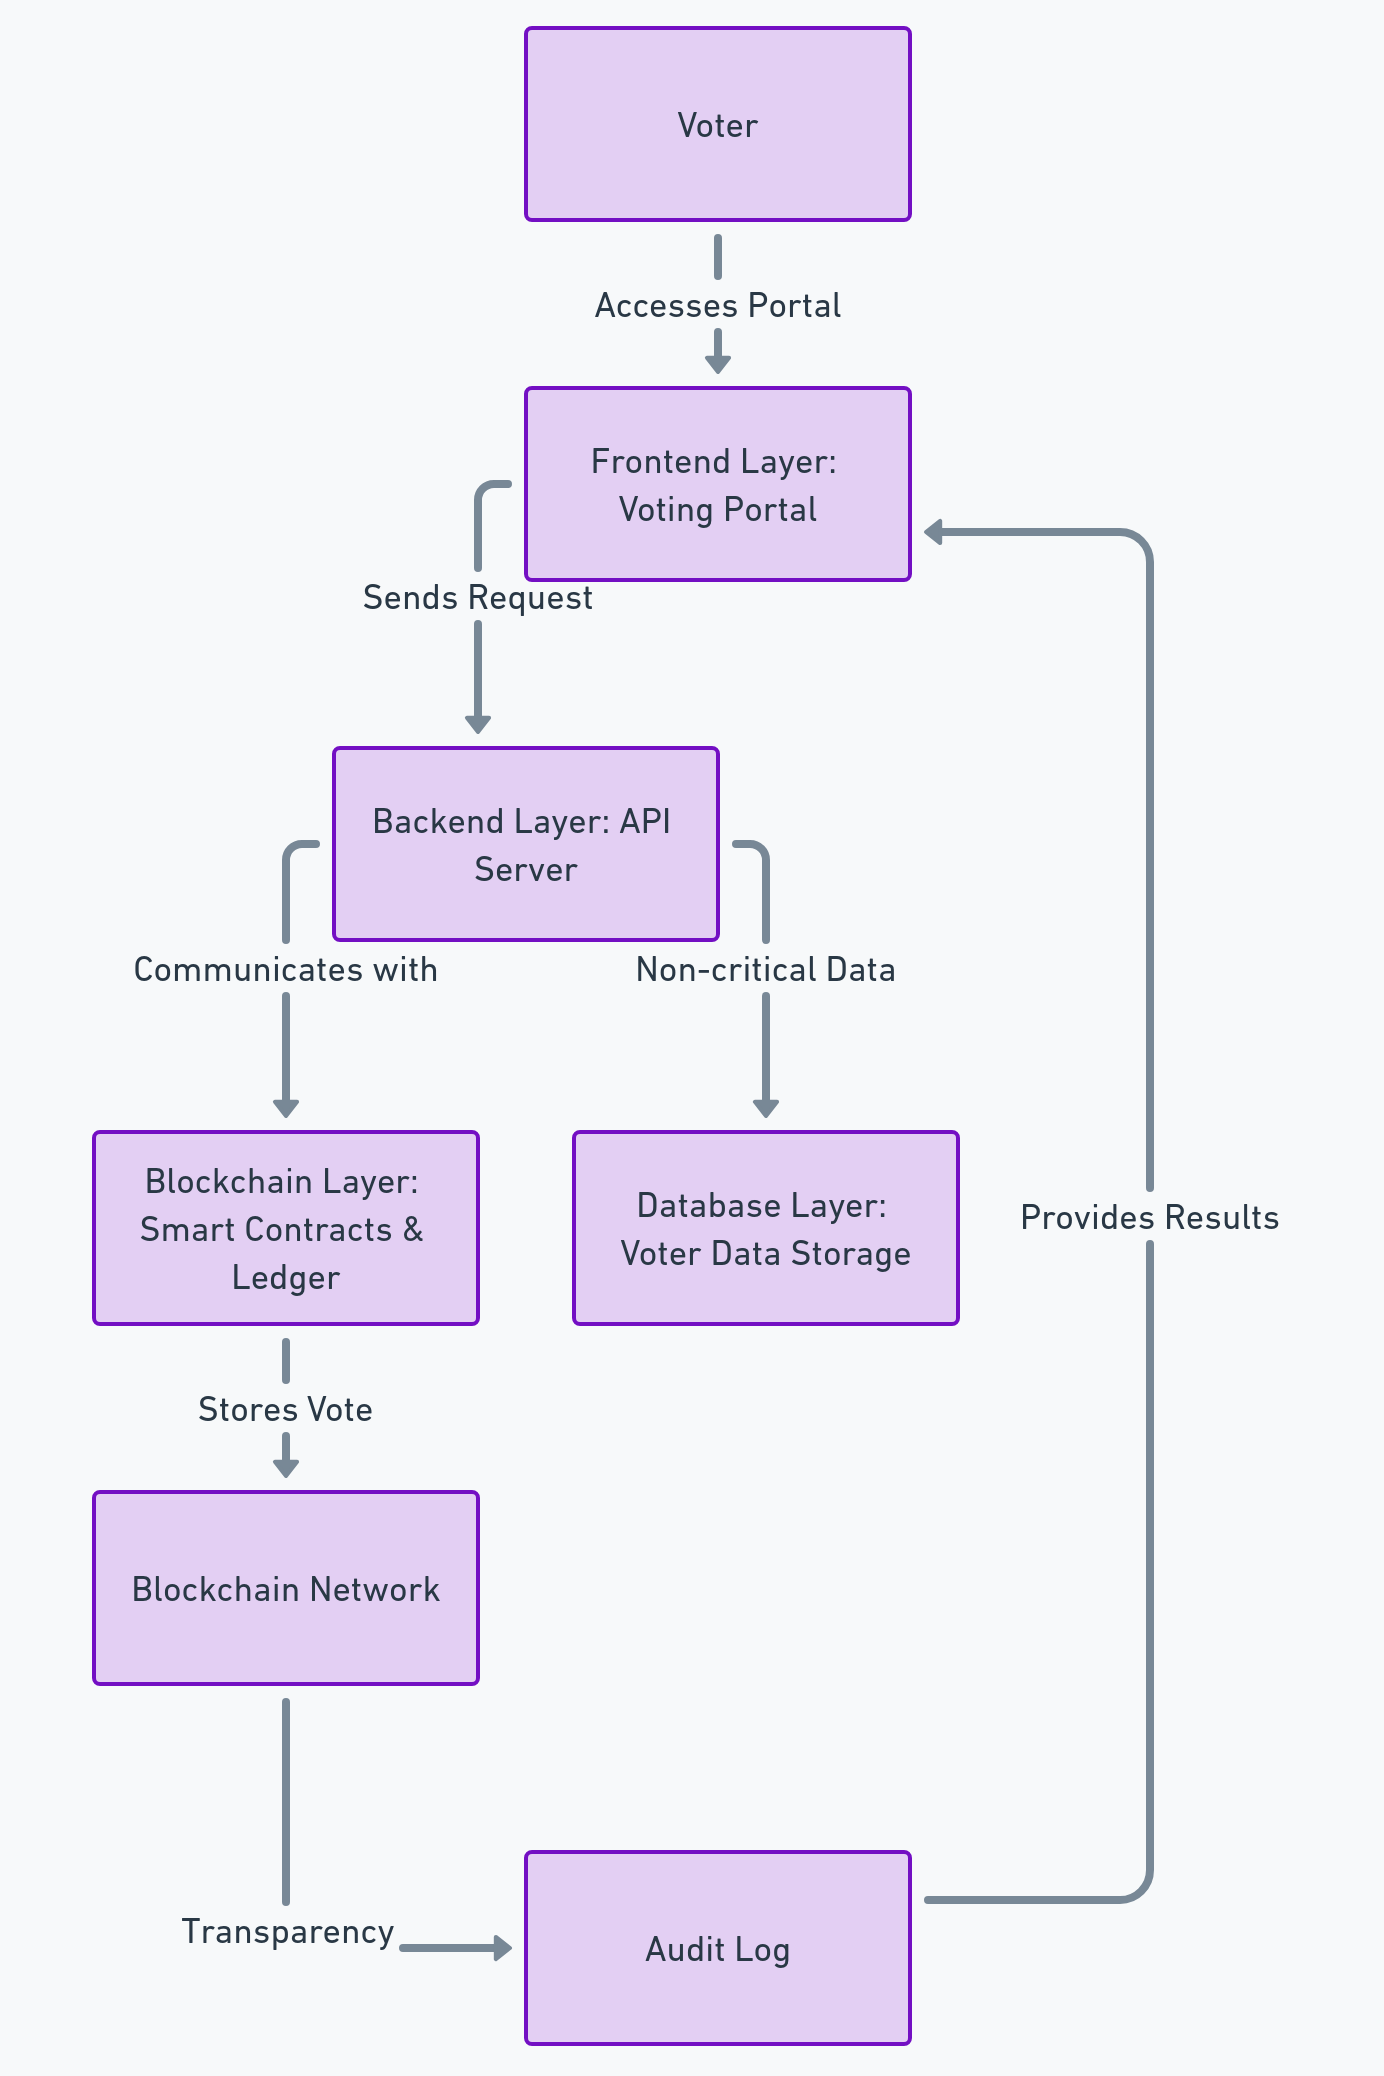 Voter
Accesses Portal
Frontend Layer:
Voting Portal
Sends Request
Backend Layer: API
Server
Communicates with
Non-critical Data
Blockchain Layer:
Smart Contracts &
Ledger
Database Layer:
Voter Data Storage
Provides Results
Stores Vote
Blockchain Network
Transparency
Audit Log